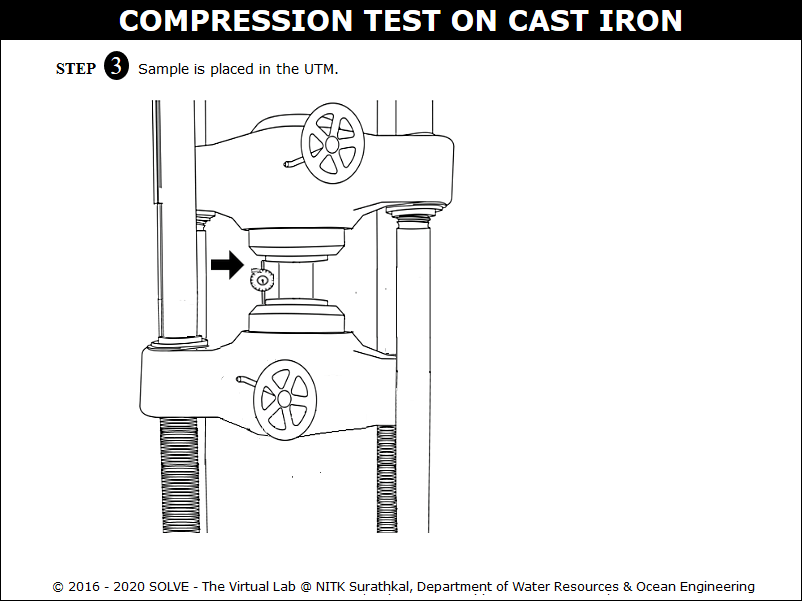 COMPRESSION TEST ON CAST IRON
STEP 3 Sample is placed in the UTM.
© 2016 - 2020 SOLVE - The Virtual Lab @ NITK Surathkal, Department of Water Resources & Ocean Engineering